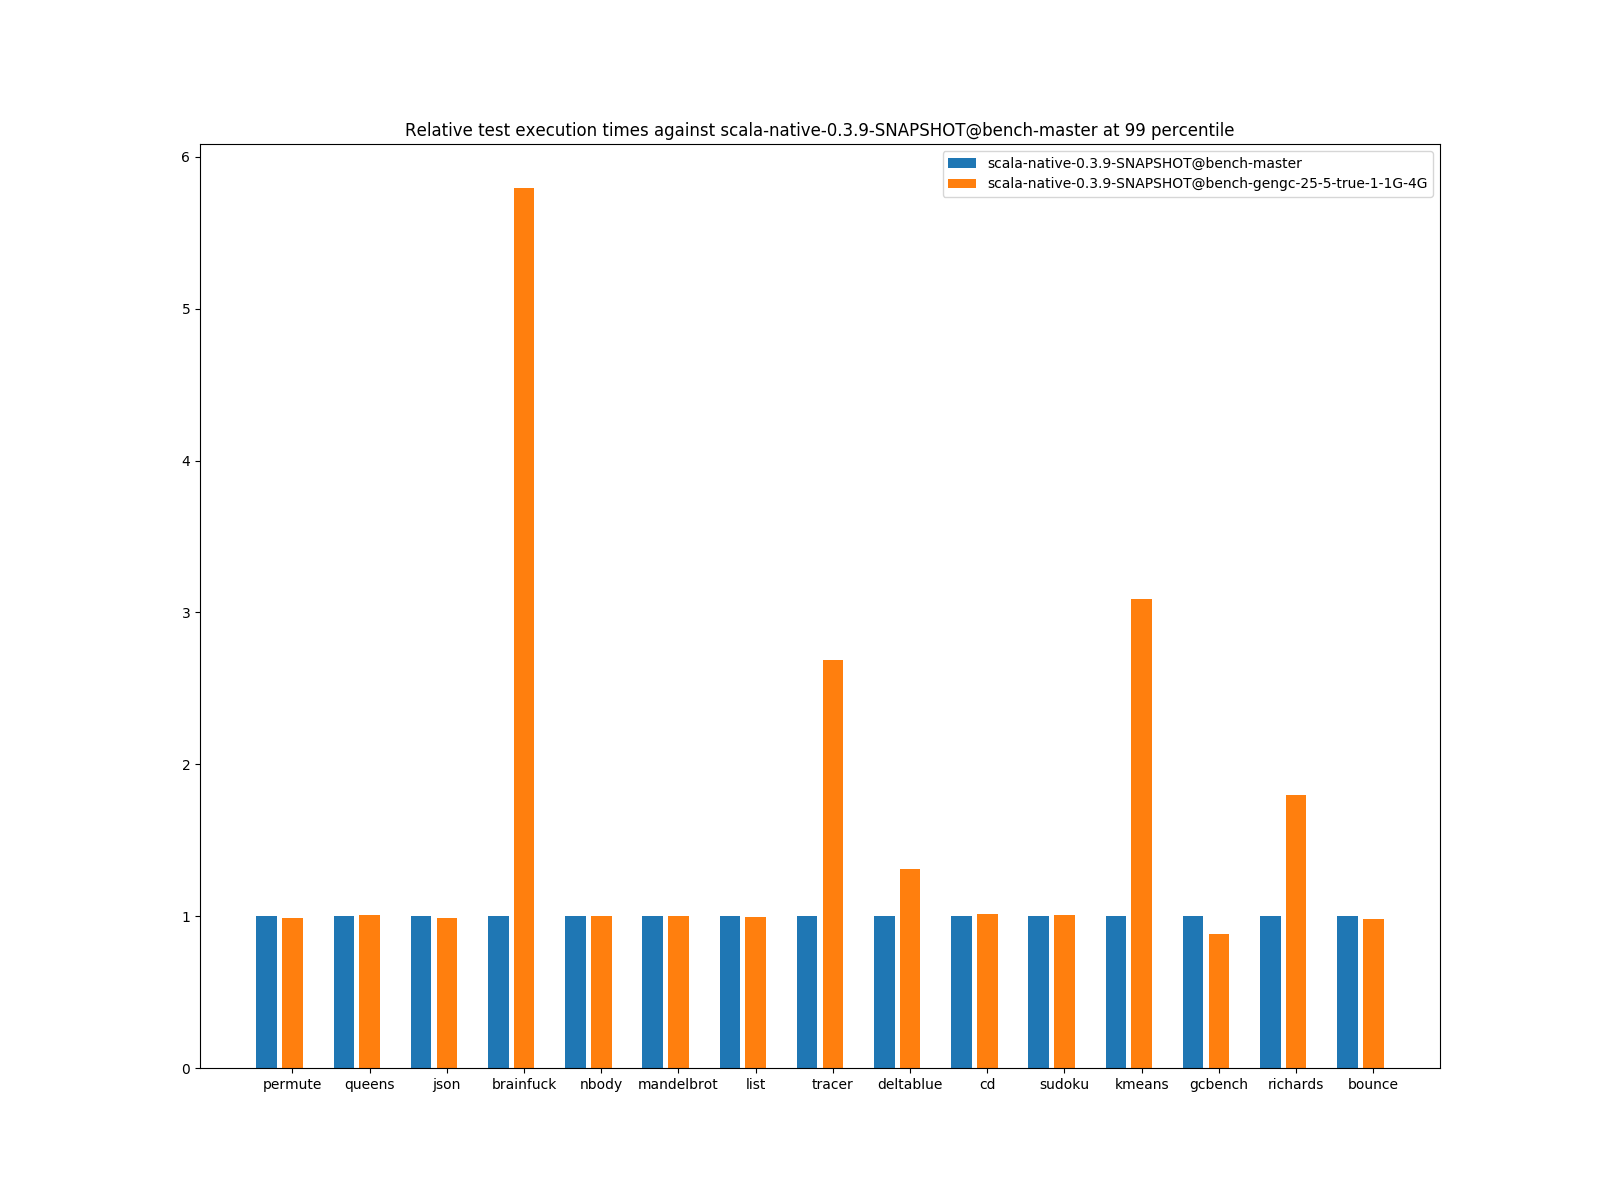 Relative test execution times against scala-native-0.3.9-SNAPSHOT@bench-master at 99 percentile
scala-native-0.3.9-SNAPSHOT@bench-master
scala-native-0.3.9-SNAPSHOT@bench-gengc-25-5-true-1-1G-4G
6
5
4
3
2
1
0
permute queens json brainfuck nbody mandelbrot list tracer deltablue cd sudoku kmeans gcbench richards bounce